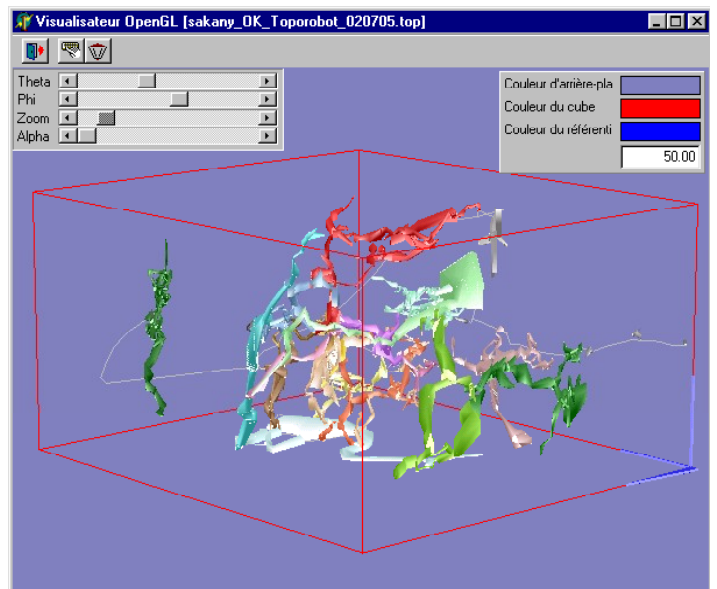 Visualisateur OpenGL [sakany_OK_Toporobot_020705.top]
Theta
Phi
Zoom
Alpha
Couleur d'arrière-pla
Couleur du cube
Couleur du référenti
50.00